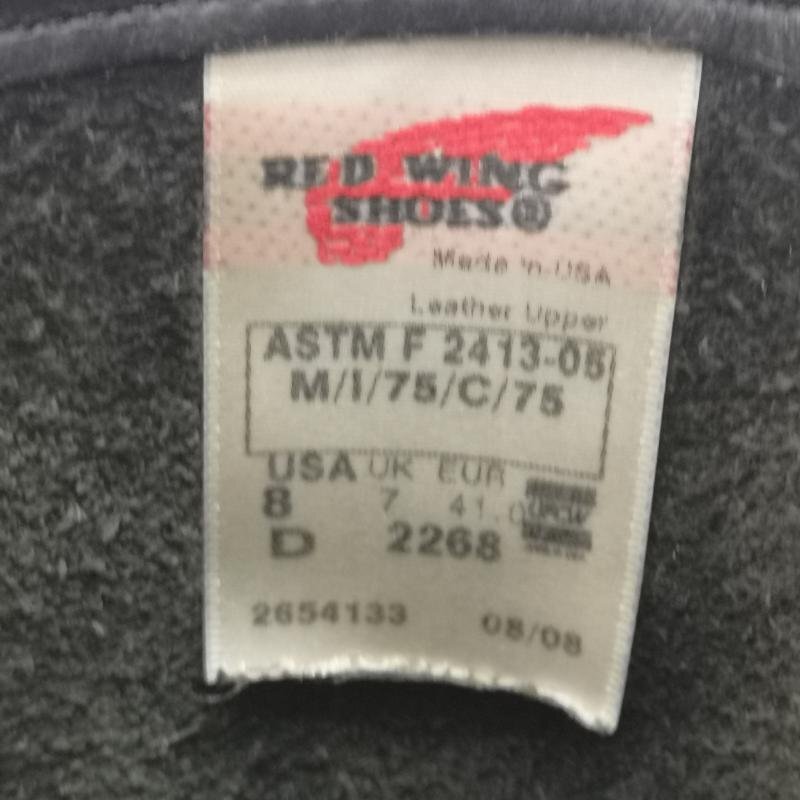 RED WING
SHOES®
Made in USA
Leather Upper
ASTM F 2413-05
M/I/75/C/75
USA UK EUR
8 7 41.0
D 2268
UFCW
2654133 08/08